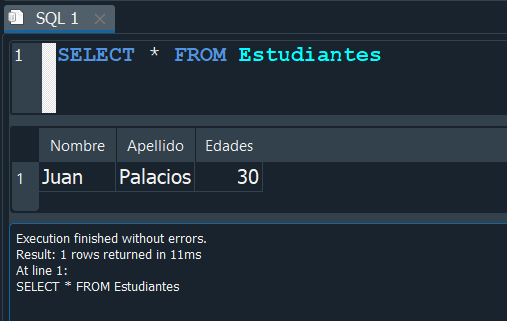 SQL 1
1 SELECT * FROM Estudiantes
Nombre Apellido Edades
1 Juan Palacios 30
Execution finished without errors.
Result: 1 rows returned in 11ms
At line 1:
SELECT * FROM Estudiantes